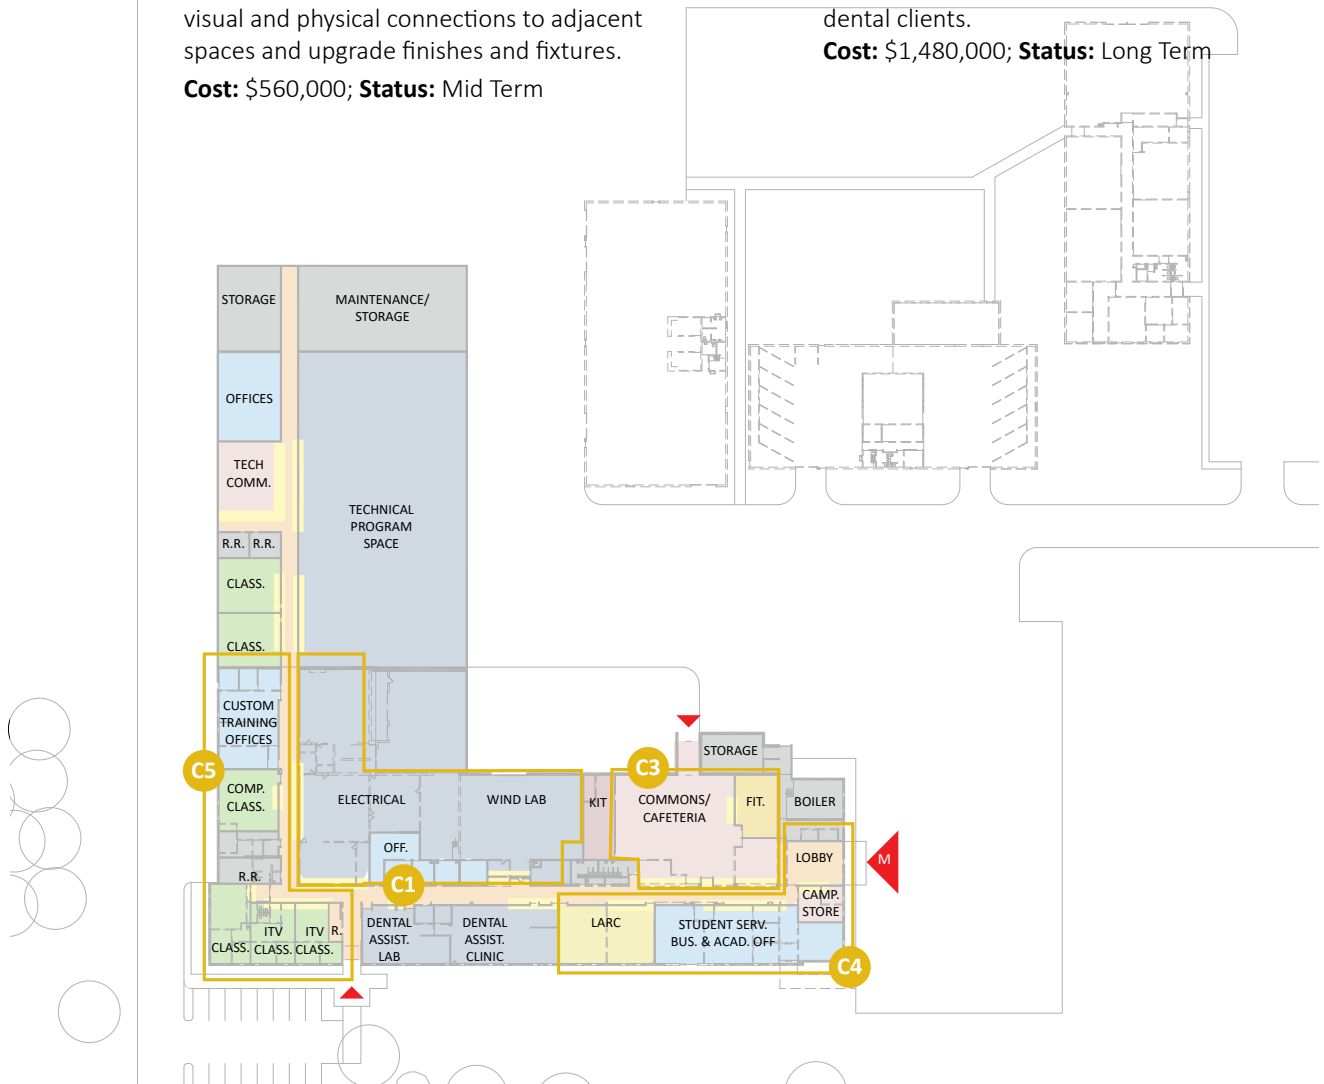 visual and physical connections to adjacent
spaces and upgrade finishes and fixtures.
Cost: $560,000; Status: Mid Term
dental clients.
Cost: $1,480,000; Status: Long Term
STORAGE
MAINTENANCE/
STORAGE
OFFICES
TECH
COMM.
TECHNICAL
PROGRAM
SPACE
R.R.
R.R.
CLASS.
CLASS.
CUSTOM
TRAINING
OFFICES
C5
COMP.
CLASS.
R.R.
CLASS.
ITV
CLASS.
ITV
CLASS.
R.
ELECTRICAL
WIND LAB
OFF.
C1
KIT
C3
STORAGE
COMMONS/
CAFETERIA
FIT.
BOILER
LOBBY
M
CAMP.
STORE
DENTAL
ASSIST.
LAB
DENTAL
ASSIST.
CLINIC
LARC
STUDENT SERV.
BUS. & ACAD. OFF
C4